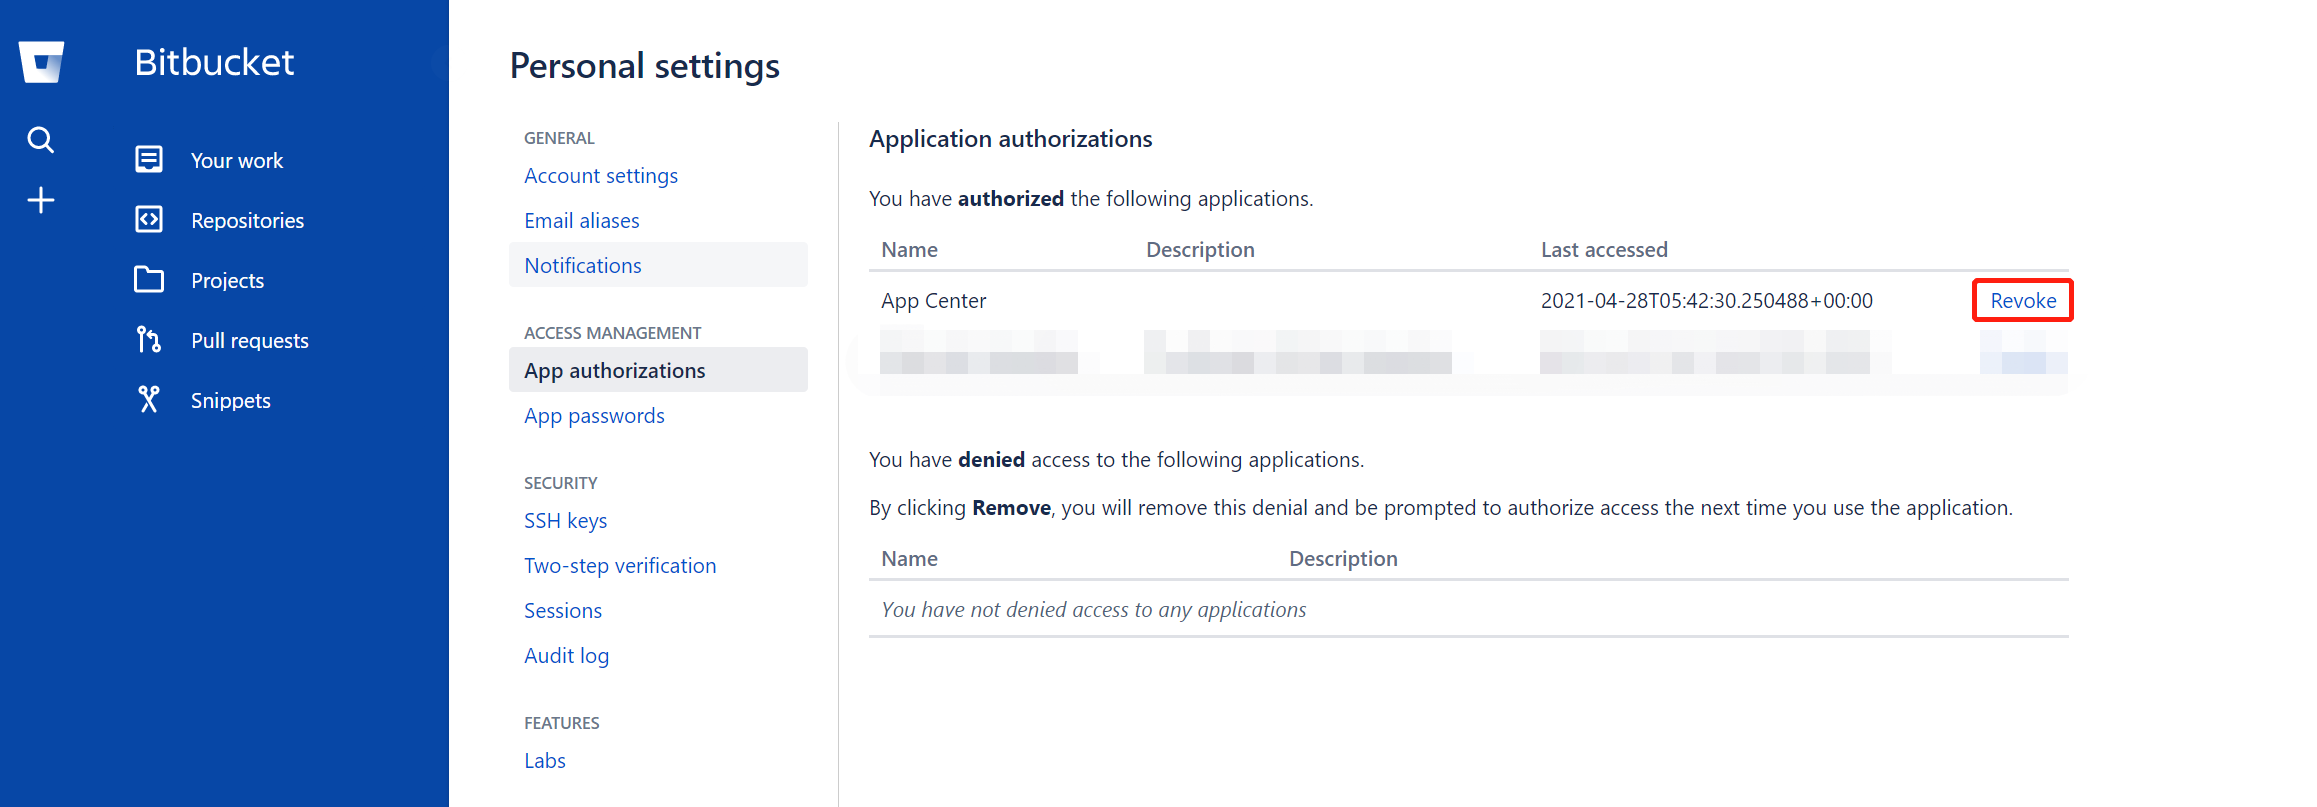 Bitbucket
Your work
Repositories
Projects
Pull requests
Snippets
Personal settings
GENERAL
Account settings
Email aliases
Notifications
ACCESS MANAGEMENT
App authorizations
App passwords
SECURITY
SSH keys
Two-step verification
Sessions
Audit log
FEATURES
Labs
Application authorizations
You have authorized the following applications.
Name Description Last accessed
App Center 2021-04-28T05:42:30.250488+00:00 Revoke
You have denied access to the following applications.
By clicking Remove, you will remove this denial and be prompted to authorize access the next time you use the application.
Name Description
You have not denied access to any applications